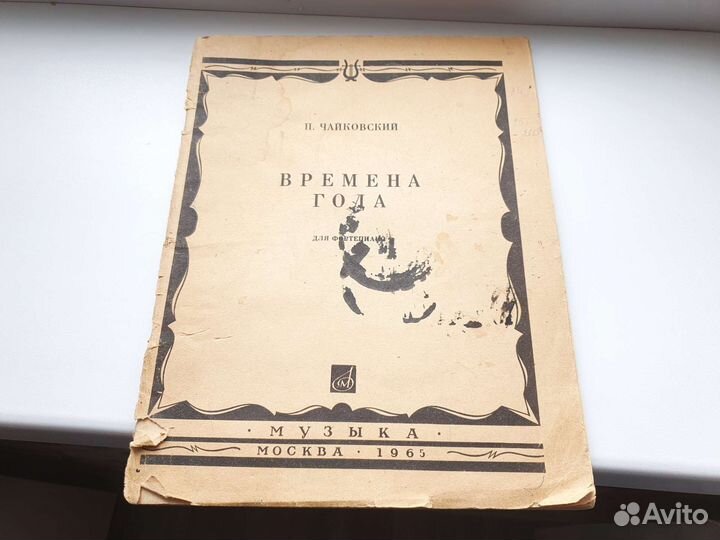 П. ЧАЙКОВСКИЙ
ВРЕМЕНА
ГОДА
ДЛЯ ФОРТЕПИАНО
· МУЗЫКА ·
МОСКВА · 1965
Avito